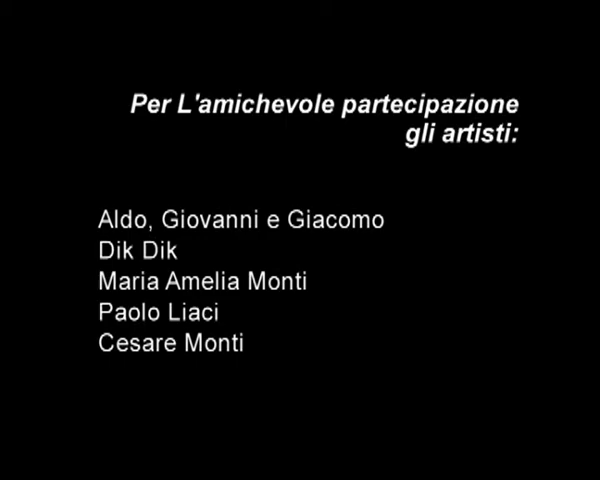 Per L'amichevole partecipazione
gli artisti:
Aldo, Giovanni e Giacomo
Dik Dik
Maria Amelia Monti
Paolo Liaci
Cesare Monti